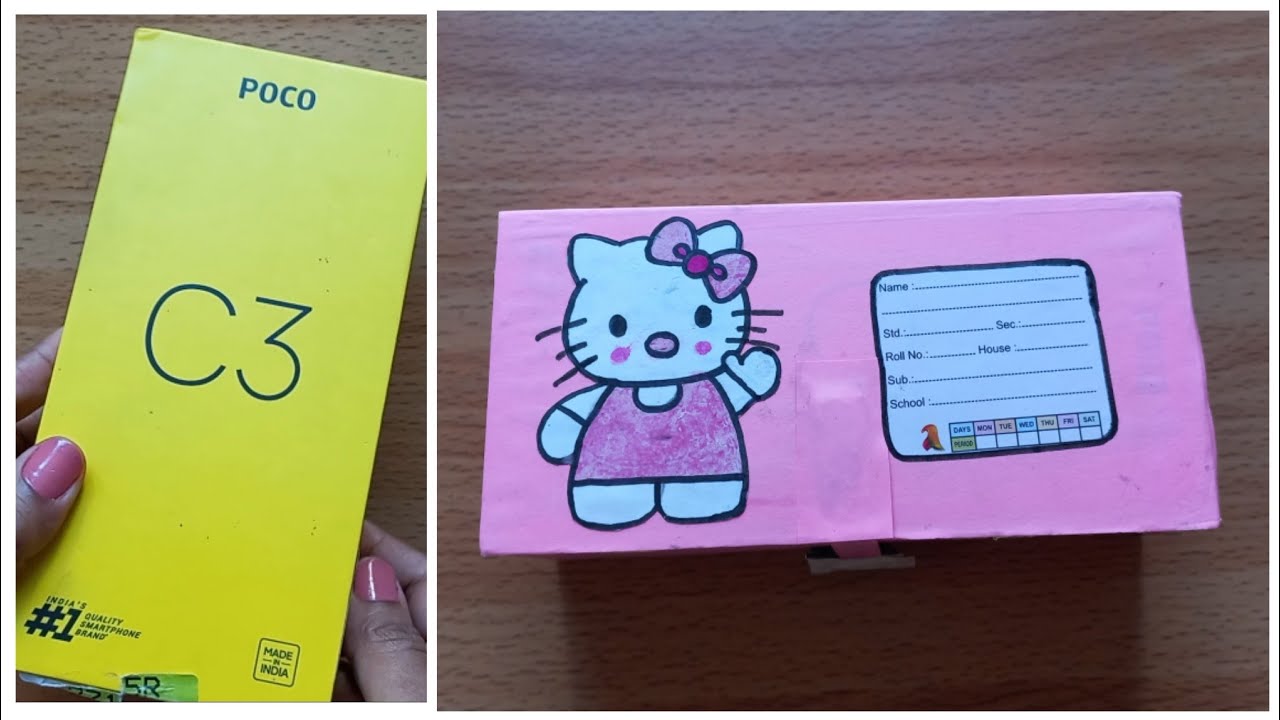 POCO
C3
INDIA'S
#1 QUALITY
SMARTPHONE
BRAND
MADE
IN
INDIA
5R
Name :
Std.: Sec.:
Roll No.: House :
Sub.:
School :
DAYS MON TUE WED THU FRI SAT
PERIOD